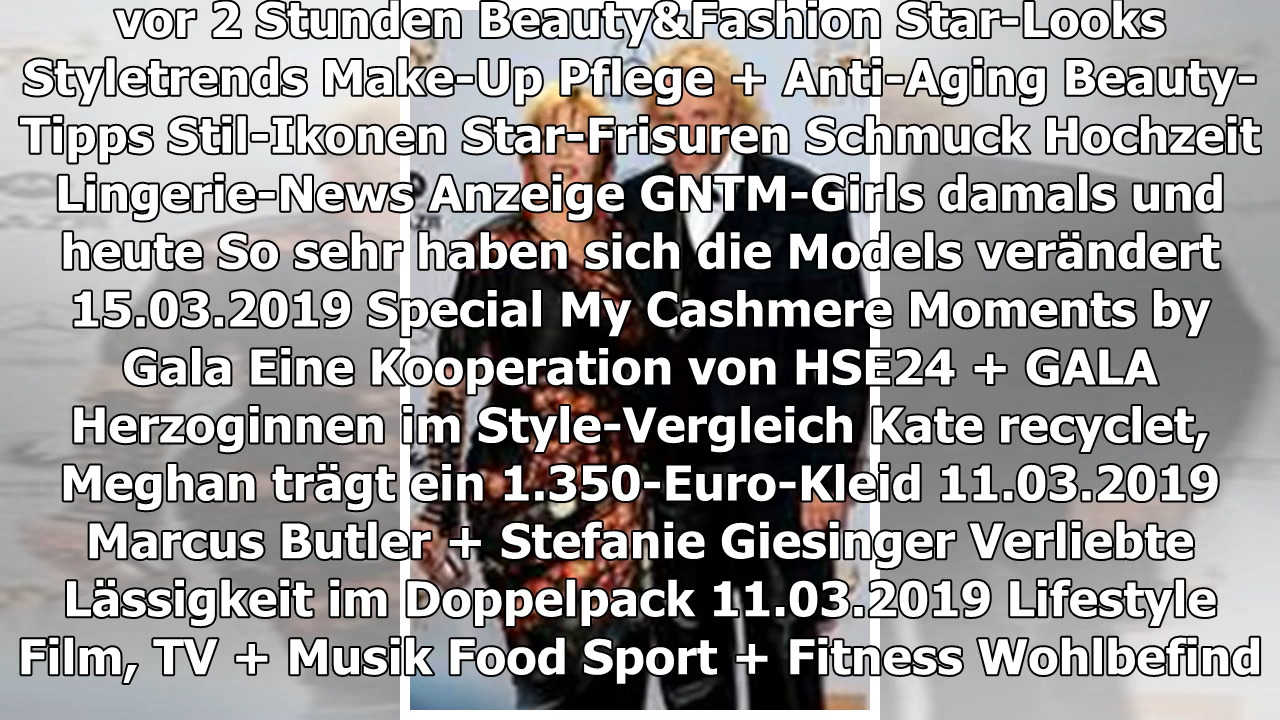 vor 2 Stunden Beauty&Fashion Star-Looks
Styletrends Make-Up Pflege + Anti-Aging Beauty-
Tipps Stil-Ikonen Star-Frisuren Schmuck Hochzeit
Lingerie-News Anzeige GNTM-Girls damals und
heute So sehr haben sich die Models verändert
15.03.2019 Special My Cashmere Moments by
Gala Eine Kooperation von HSE24 + GALA
Herzoginnen im Style-Vergleich Kate recyclet,
Meghan trägt ein 1.350-Euro-Kleid 11.03.2019
Marcus Butler + Stefanie Giesinger Verliebte
Lässigkeit im Doppelpack 11.03.2019 Lifestyle
Film, TV + Musik Food Sport + Fitness Wohlbefind